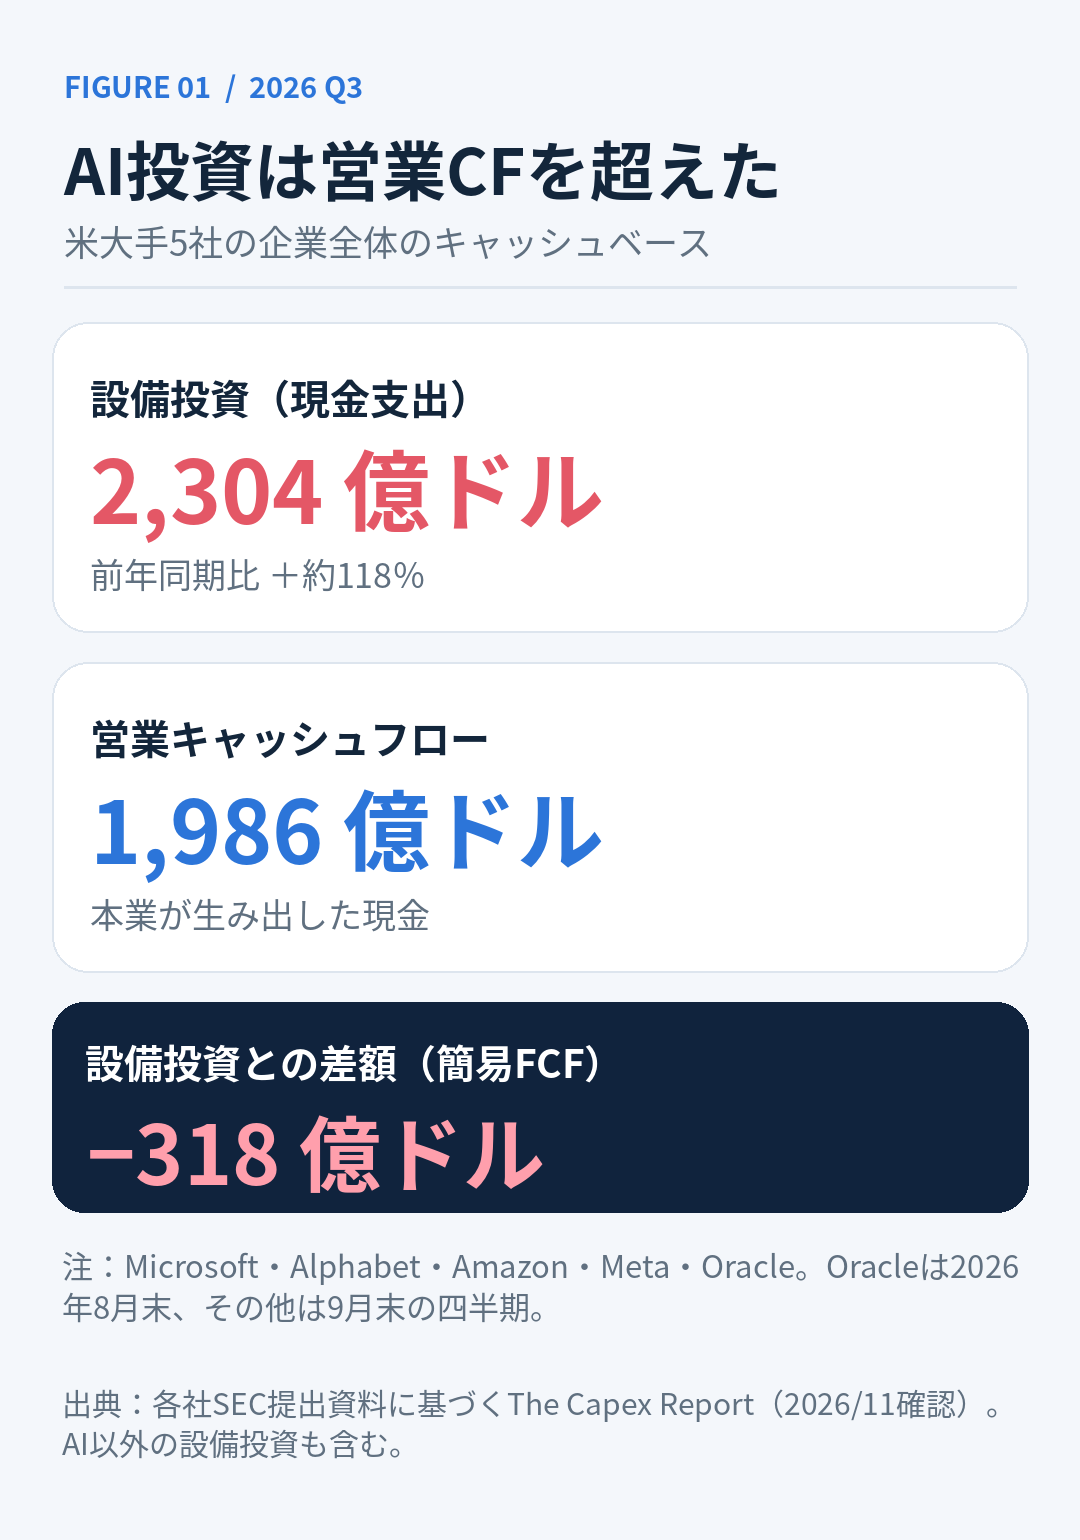 FIGURE 01 / 2026 Q3
AI投資は営業CFを超えた
米大手5社の企業全体のキャッシュベース
設備投資（現金支出）
2,304 億ドル
前年同期比 ＋約118%
営業キャッシュフロー
1,986 億ドル
本業が生み出した現金
設備投資との差額（簡易FCF）
−318 億ドル
注：Microsoft・Alphabet・Amazon・Meta・Oracle。Oracleは2026
年8月末、その他は9月末の四半期。
出典：各社SEC提出資料に基づくThe Capex Report（2026/11確認）。
AI以外の設備投資も含む。